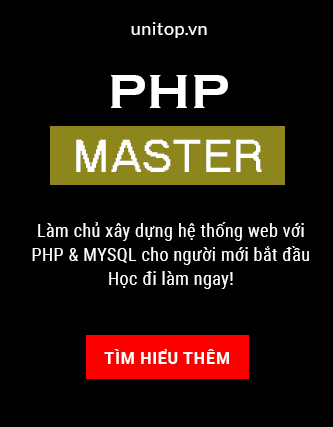 unitop.vn
PHP
MASTER
Làm chủ xây dựng hệ thống web với
PHP & MYSQL cho người mới bắt đầu
Học đi làm ngay!
TÌM HIỂU THÊM